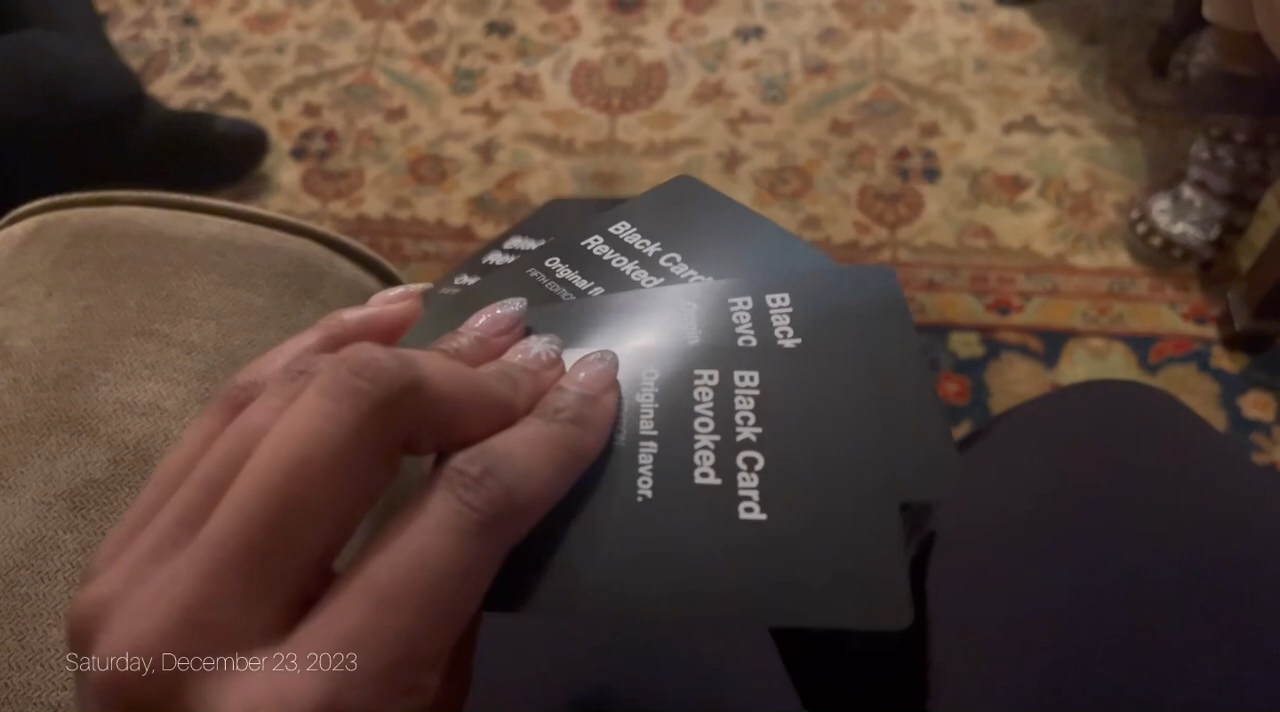 Black Card
Revoked
Original fl
FIFTH EDITION
Black
Revo
Black Card
Revoked
Original flavor.
Saturday, December 23, 2023